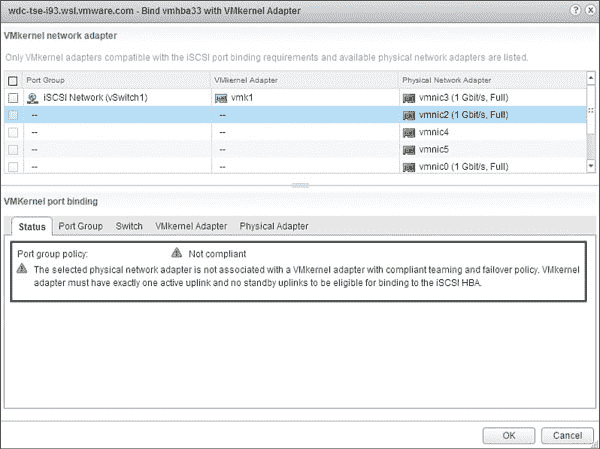 wdc-tse-i93.wsl.vmware.com - Bind vmhba33 with VMkernel Adapter
VMkernel network adapter
Only VMkernel adapters compatible with the iSCSI port binding requirements and available physical network adapters are listed.
Port Group VMkernel Adapter Physical Network Adapter
iSCSI Network (vSwitch1) vmk1 vmnic3 (1 Gbit/s, Full)
-- -- vmnic2 (1 Gbit/s, Full)
-- -- vmnic4
-- -- vmnic5
-- -- vmnic0 (1 Gbit/s, Full)
VMKernel port binding
Status Port Group Switch VMkernel Adapter Physical Adapter
Port group policy: Not compliant
The selected physical network adapter is not associated with a VMkernel adapter with compliant teaming and failover policy. VMkernel
adapter must have exactly one active uplink and no standby uplinks to be eligible for binding to the iSCSI HBA.
OK Cancel